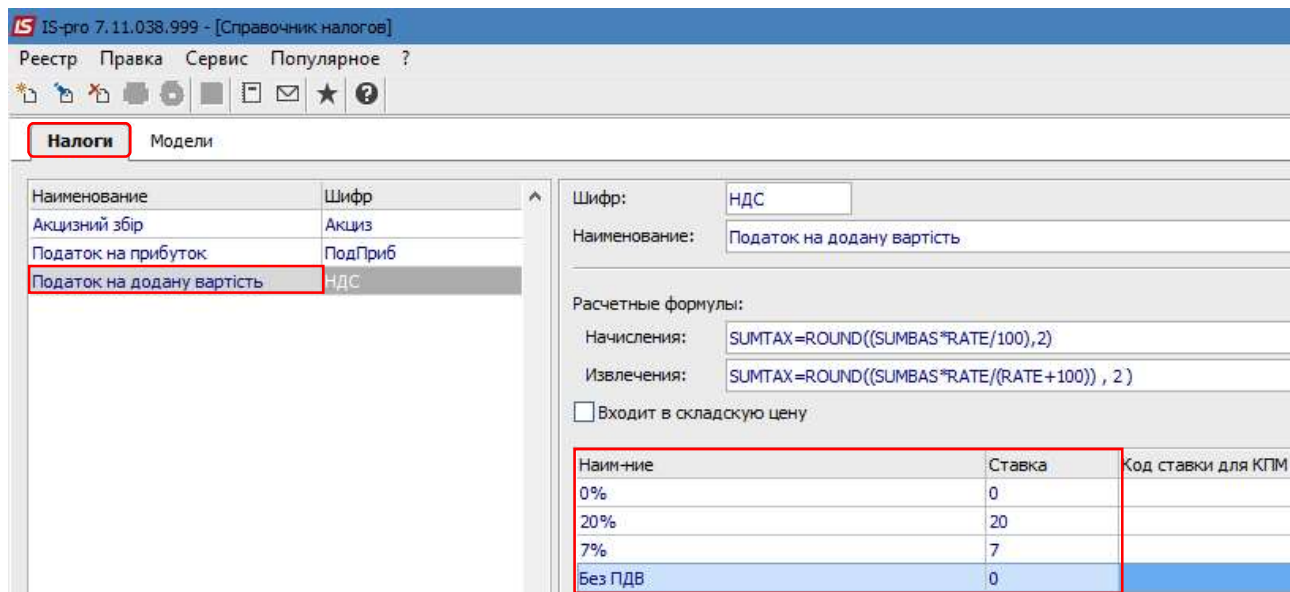 IS IS-pro 7.11.038.999 - [Справочник налогов]
Реестр Правка Сервис Популярное ?
Налоги Модели
Наименование Шифр
Акцизний збір Акциз
Податок на прибуток ПодПриб
Податок на додану вартість НДС
Шифр: НДС
Наименование: Податок на додану вартість
Расчетные формулы:
Начисления: SUMTAX=ROUND((SUMBAS*RATE/100),2)
Извлечения: SUMTAX=ROUND((SUMBAS*RATE/(RATE+100)) , 2 )
Входит в складскую цену
Наим-ние Ставка Код ставки для КПМ
0% 0
20% 20
7% 7
Без ПДВ 0